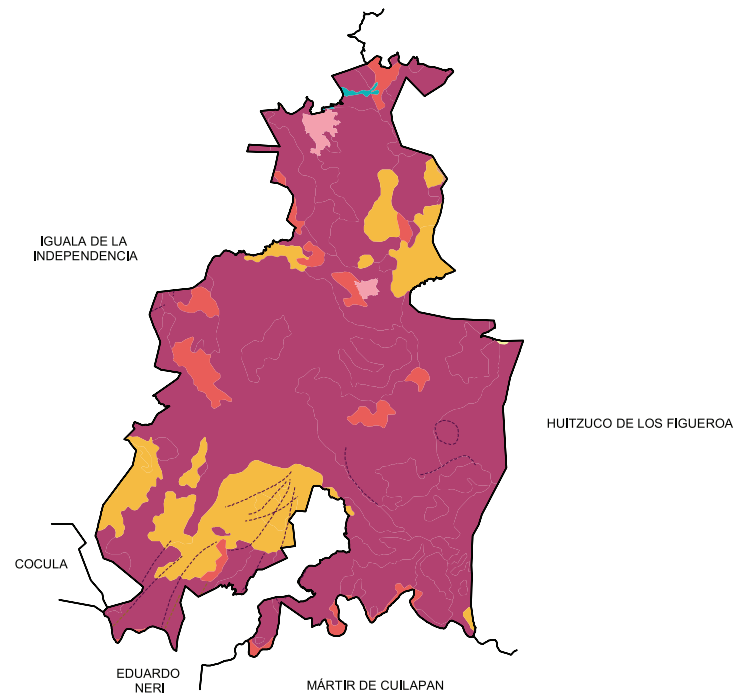 IGUALA DE LA
INDEPENDENCIA
HUITZUCO DE LOS FIGUEROA
COCULA
EDUARDO
NERI
MÁRTIR DE CUILAPAN